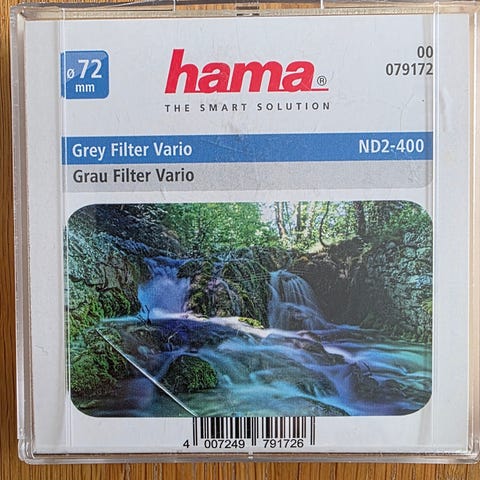 ø 72
mm
hama®
THE SMART SOLUTION
00
079172
Grey Filter Vario ND2-400
Grau Filter Vario
4 007249 791726